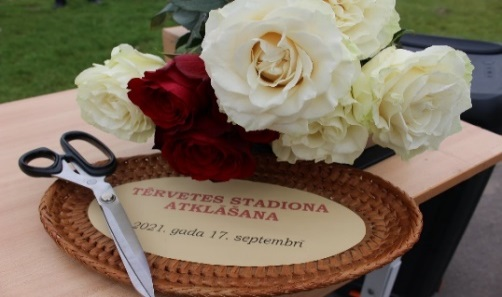 TĒRVETES STADIONA
ATKLĀŠANA
2021. gada 17. septembrī